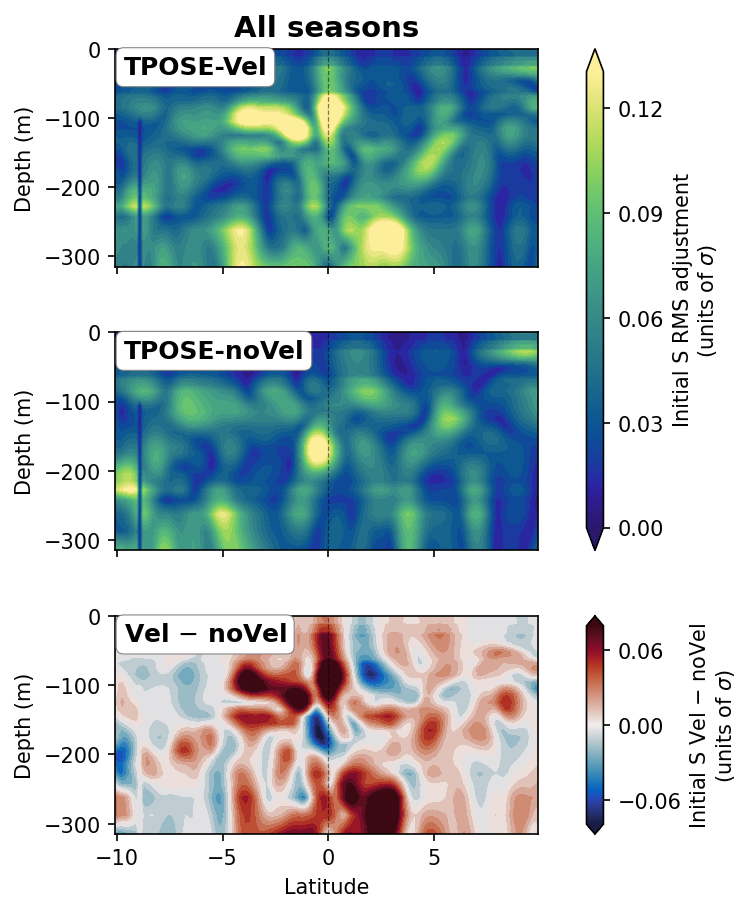 All seasons
TPOSE-Vel
0
−100
−200
−300
Depth (m)
TPOSE-noVel
0
−100
−200
−300
Depth (m)
0.12
0.09
0.06
0.03
0.00
Initial S RMS adjustment
(units of σ)
Vel − noVel
0
−100
−200
−300
Depth (m)
−10
−5
0
5
Latitude
0.06
0.00
−0.06
Initial S Vel − noVel
(units of σ)